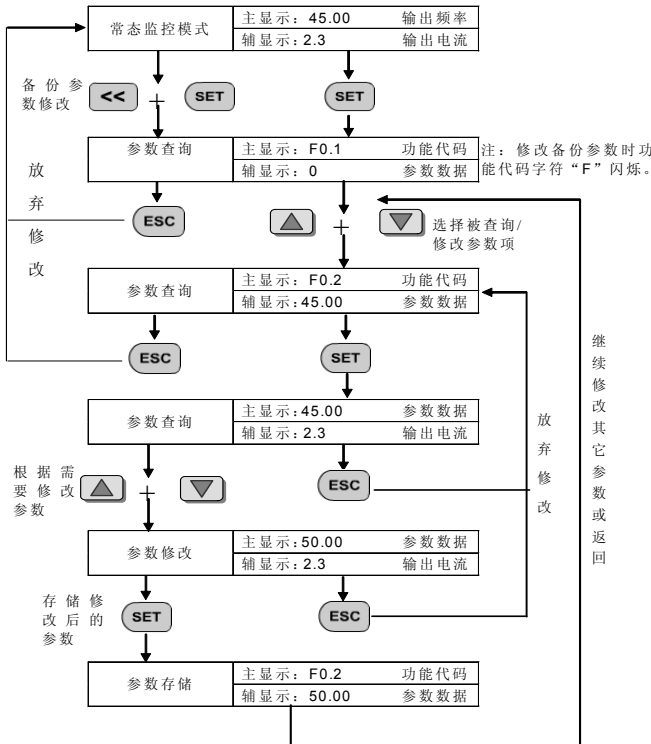 常态监控模式
主显示：45.00 输出频率
辅显示：2.3 输出电流
备份参
数修改
<< + SET
SET
参数查询
主显示：F0.1 功能代码
辅显示：0 参数数据
注：修改备份参数时功
能代码字符“F”闪烁。
放弃修改
ESC
+
选择被查询/
修改参数项
参数查询
主显示：F0.2 功能代码
辅显示：45.00 参数数据
ESC
SET
参数查询
主显示：45.00 参数数据
辅显示：2.3 输出电流
继续修改其它参数或返回
放弃修改
根据需
要修改
参数
+
ESC
参数修改
主显示：50.00 参数数据
辅显示：2.3 输出电流
存储修
改后的
参数
SET
ESC
参数存储
主显示：F0.2 功能代码
辅显示：50.00 参数数据